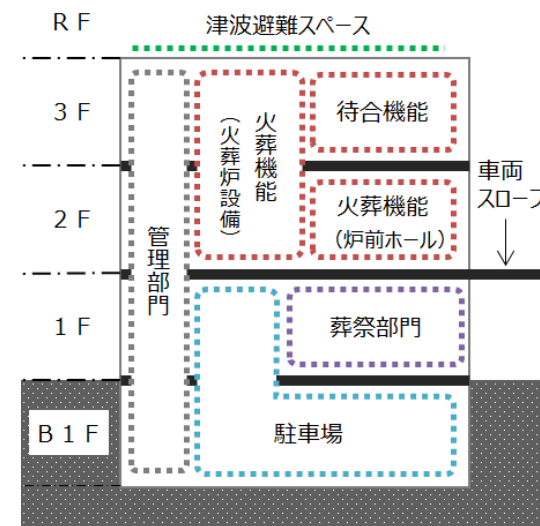 ＲＦ
津波避難スペース
３Ｆ
火葬機能
（火葬炉設備）
待合機能
車両
スロープ
２Ｆ
火葬機能
（炉前ホール）
管理部門
１Ｆ
葬祭部門
Ｂ１Ｆ
駐車場